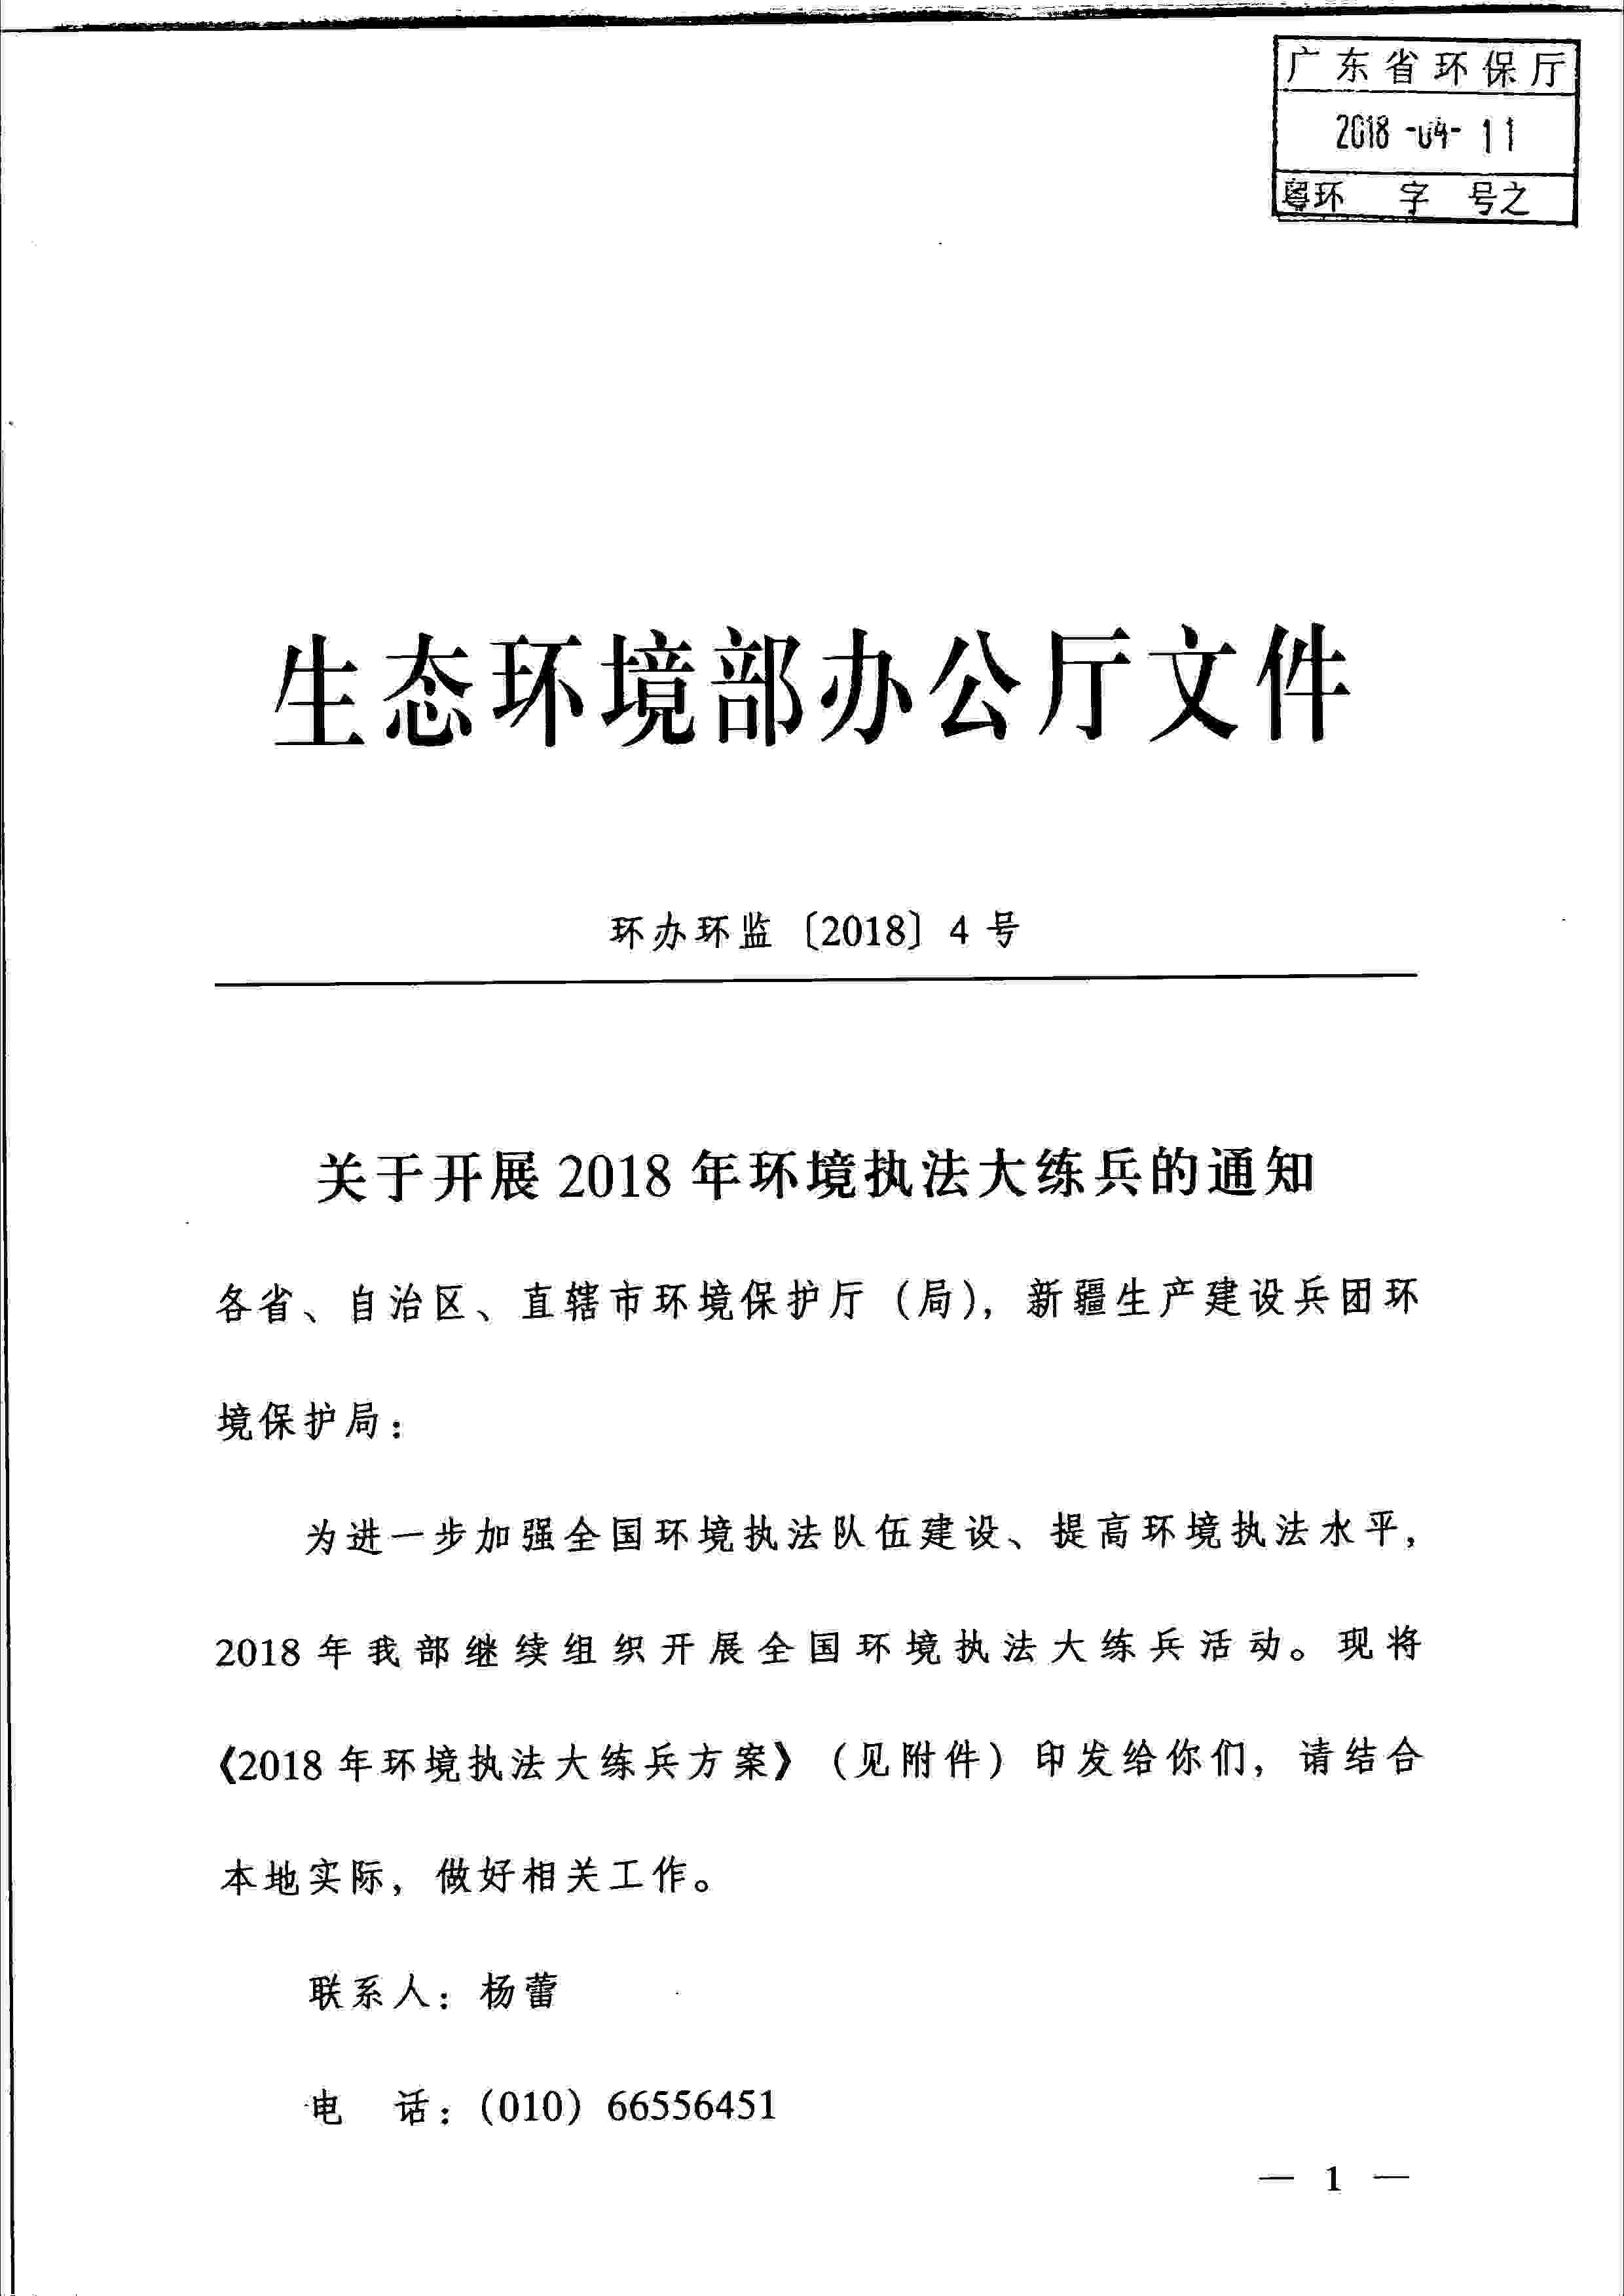 广东省环保厅
2018-04-11
粤环 字 号之
生态环境部办公厅文件
环办环监〔2018〕4号
关于开展2018年环境执法大练兵的通知
各省、自治区、直辖市环境保护厅（局），新疆生产建设兵团环
境保护局：
为进一步加强全国环境执法队伍建设、提高环境执法水平，
2018年我部继续组织开展全国环境执法大练兵活动。现将
《2018年环境执法大练兵方案》（见附件）印发给你们，请结合
本地实际，做好相关工作。
联系人：杨蕾
电 话：（010）66556451
— 1 —